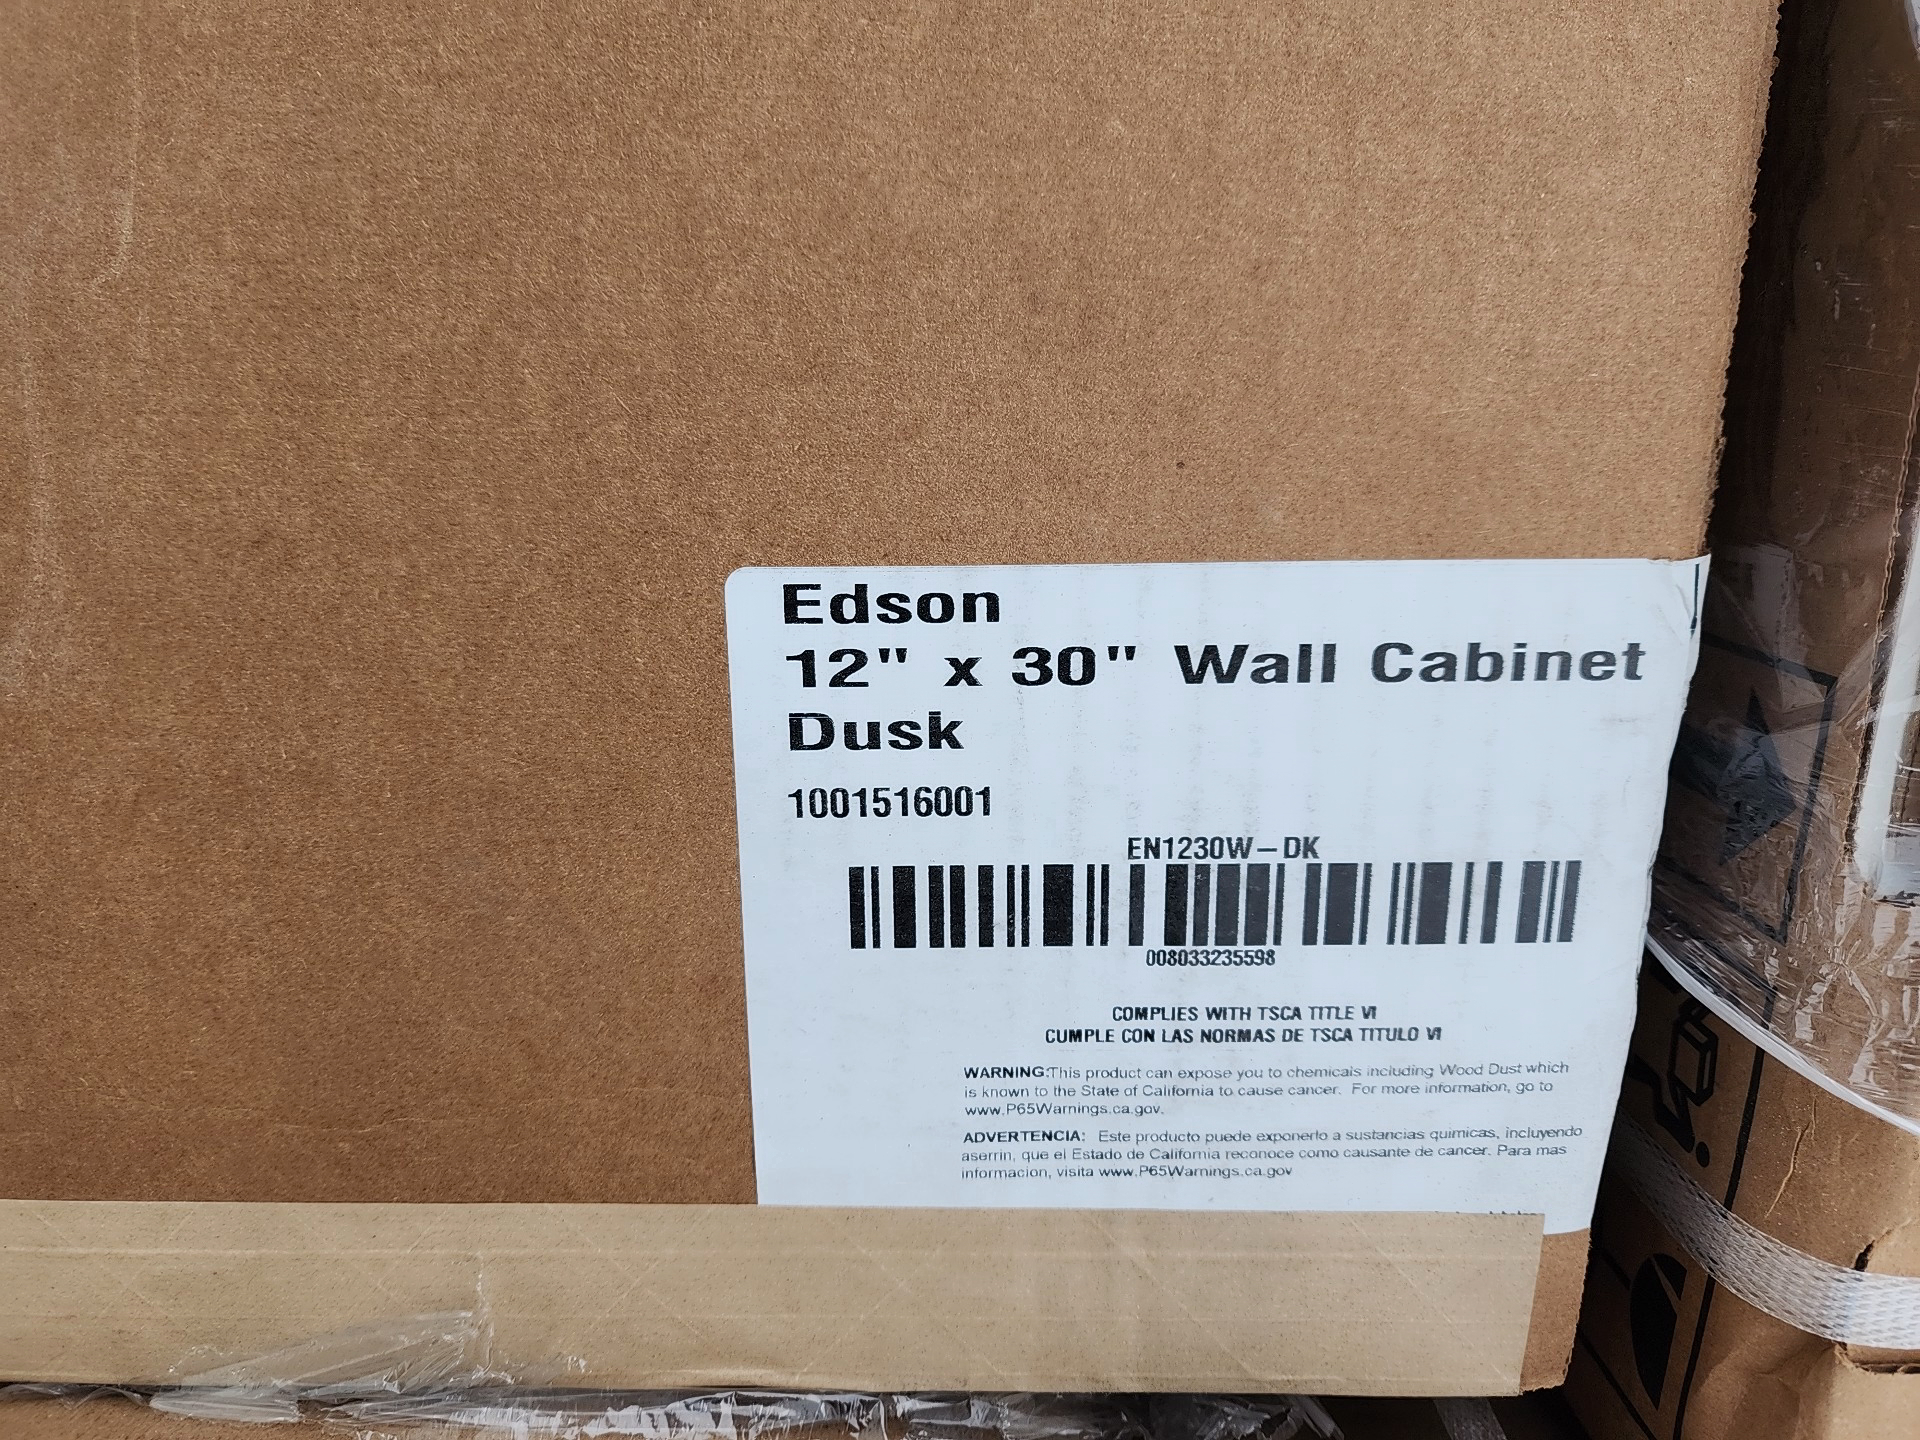 Edson
12" x 30" Wall Cabinet
Dusk
1001516001
EN1230W-DK
008033235598
COMPLIES WITH TSCA TITLE VI
CUMPLE CON LAS NORMAS DE TSCA TITULO VI
WARNING:This product can expose you to chemicals including Wood Dust which
is known to the State of California to cause cancer. For more information, go to
www.P65Warnings.ca.gov.
ADVERTENCIA: Este producto puede exponerlo a sustancias quimicas, incluyendo
aserrin, que el Estado de California reconoce como causante de cancer. Para mas
informacion, visita www.P65Warnings.ca.gov